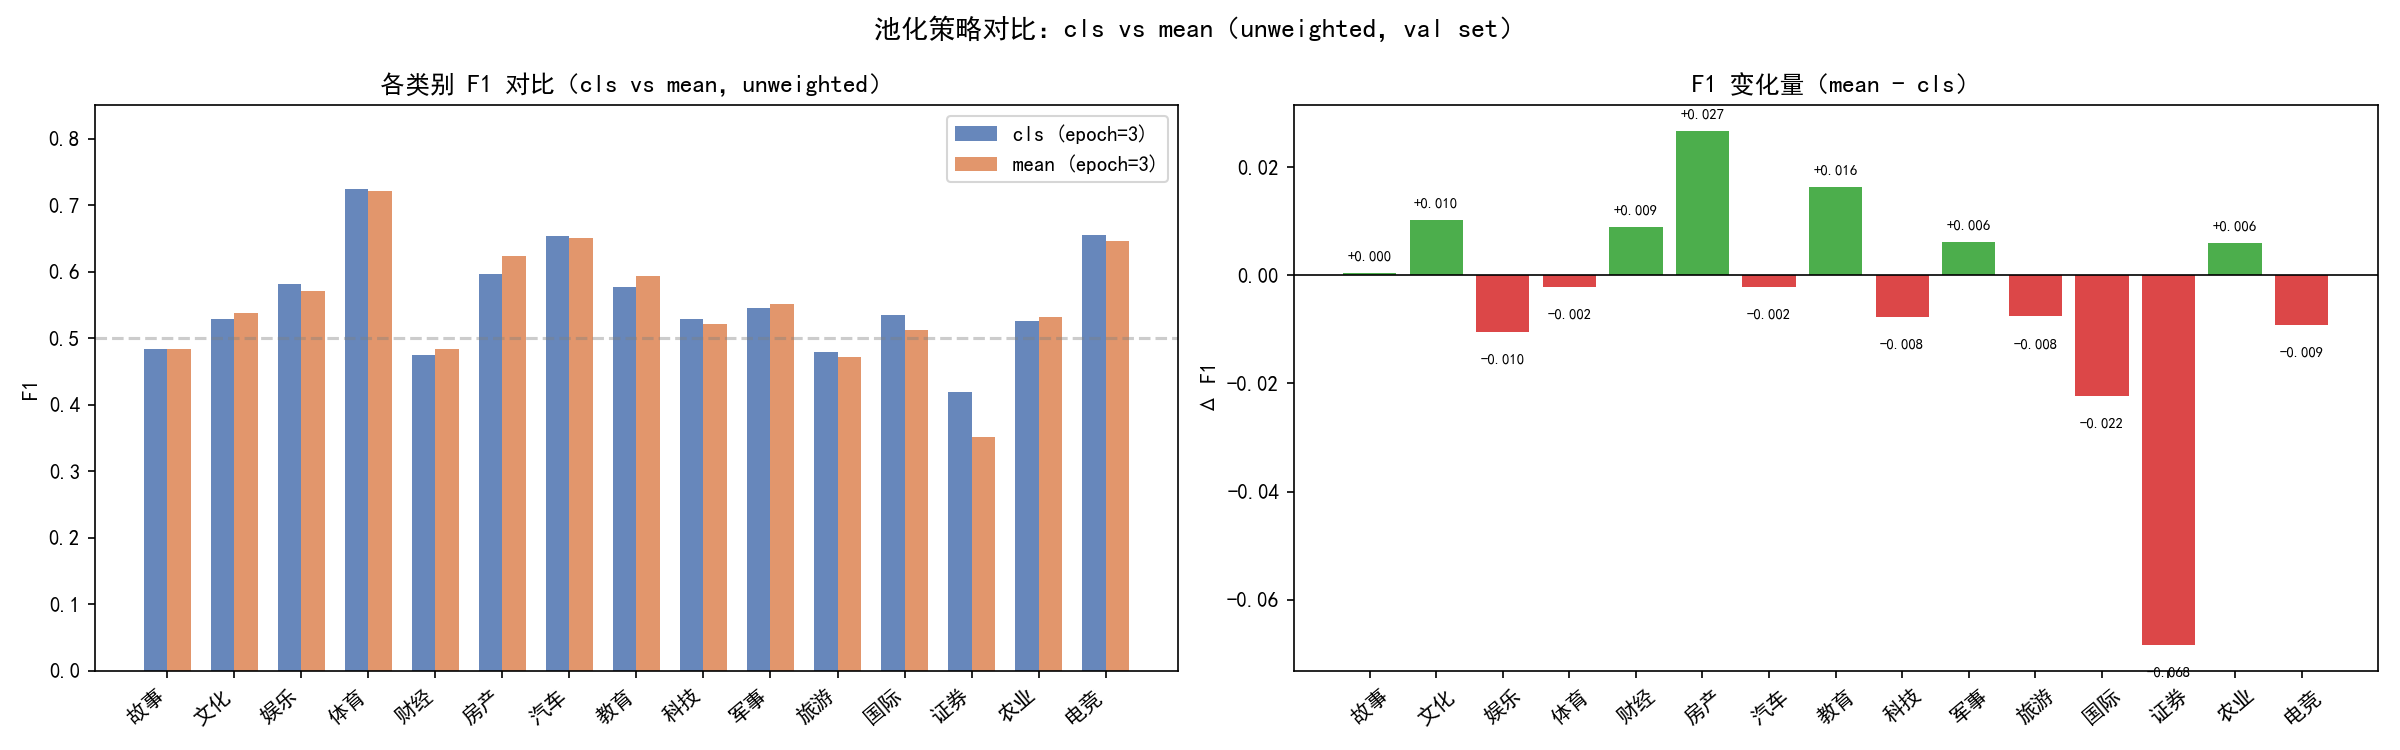 池化策略对比：cls vs mean（unweighted, val set）
各类别 F1 对比（cls vs mean, unweighted）
cls (epoch=3)
mean (epoch=3)
F1
0.8
0.7
0.6
0.5
0.4
0.3
0.2
0.1
0.0
故事 文化 娱乐 体育 财经 房产 汽车 教育 科技 军事 旅游 国际 证券 农业 电竞
F1 变化量（mean - cls）
Δ F1
0.02
0.00
−0.02
−0.04
−0.06
+0.000 +0.010 −0.010 −0.002 +0.009 +0.027 −0.002 +0.016 −0.008 +0.006 −0.008 −0.022 −0.068 +0.006 −0.009
故事 文化 娱乐 体育 财经 房产 汽车 教育 科技 军事 旅游 国际 证券 农业 电竞